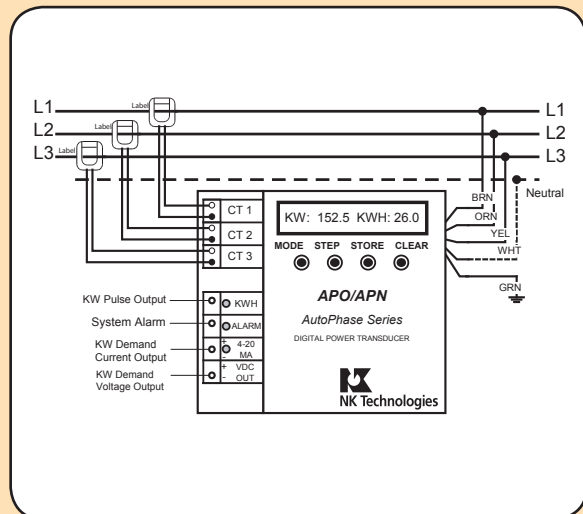 L1
Label
L1
L2
Label
L2
L3
Label
L3
Neutral
BRN
ORN
YEL
WHT
GRN
CT 1
CT 2
CT 3
KW: 152.5 KWH: 26.0
MODE STEP STORE CLEAR
APO/APN
AutoPhase Series
DIGITAL POWER TRANSDUCER
NK Technologies
KW Pulse Output
KWH
System Alarm
ALARM
KW Demand
Current Output
+ 4-20
- MA
KW Demand
Voltage Output
+ VDC
- OUT